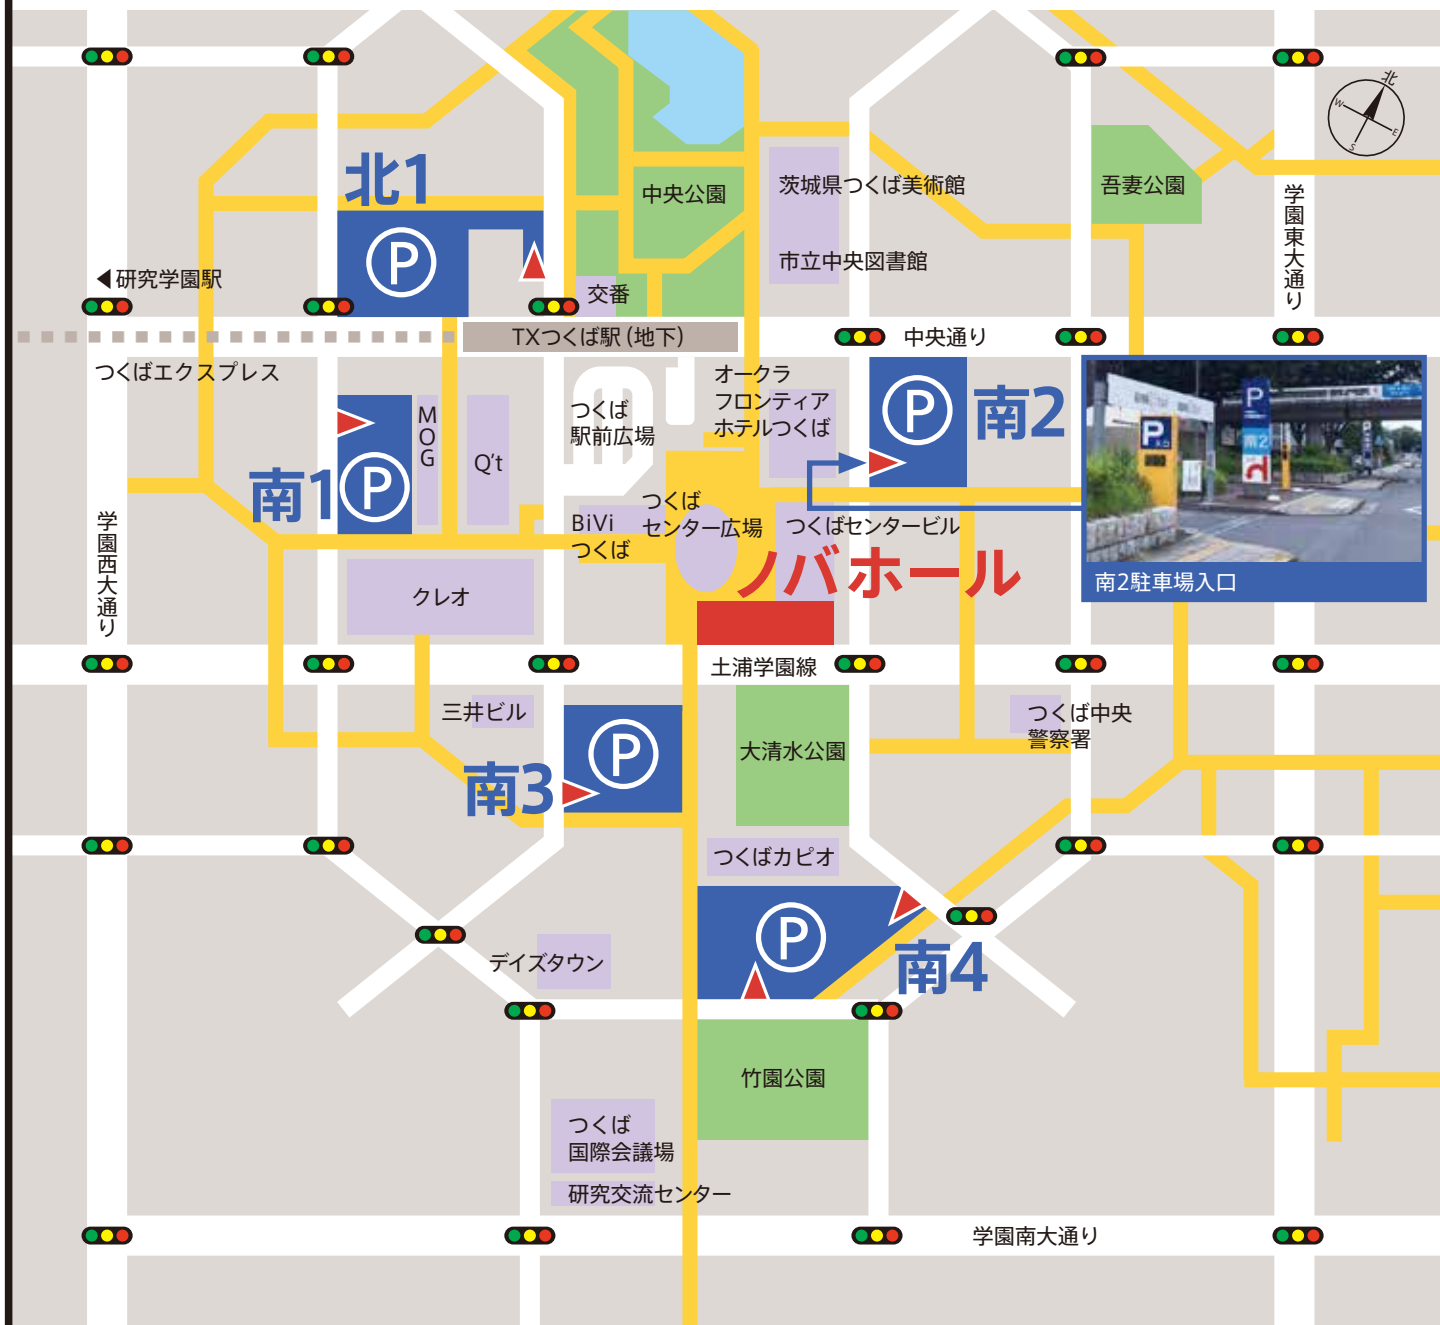 北
W
E
S
北1
P
中央公園
茨城県つくば美術館
市立中央図書館
吾妻公園
学園東大通り
◀研究学園駅
交番
TXつくば駅（地下）
中央通り
つくばエクスプレス
オークラ
フロンティア
ホテルつくば
P
南2
P
P
南2
南2駐車場入口
つくば
駅前広場
MOG
Q't
南1
P
つくば
センター広場
BiVi
つくば
つくばセンタービル
ノバホール
学園西大通り
クレオ
土浦学園線
三井ビル
P
南3
大清水公園
つくば中央
警察署
つくばカピオ
P
南4
デイズタウン
竹園公園
つくば
国際会議場
研究交流センター
学園南大通り